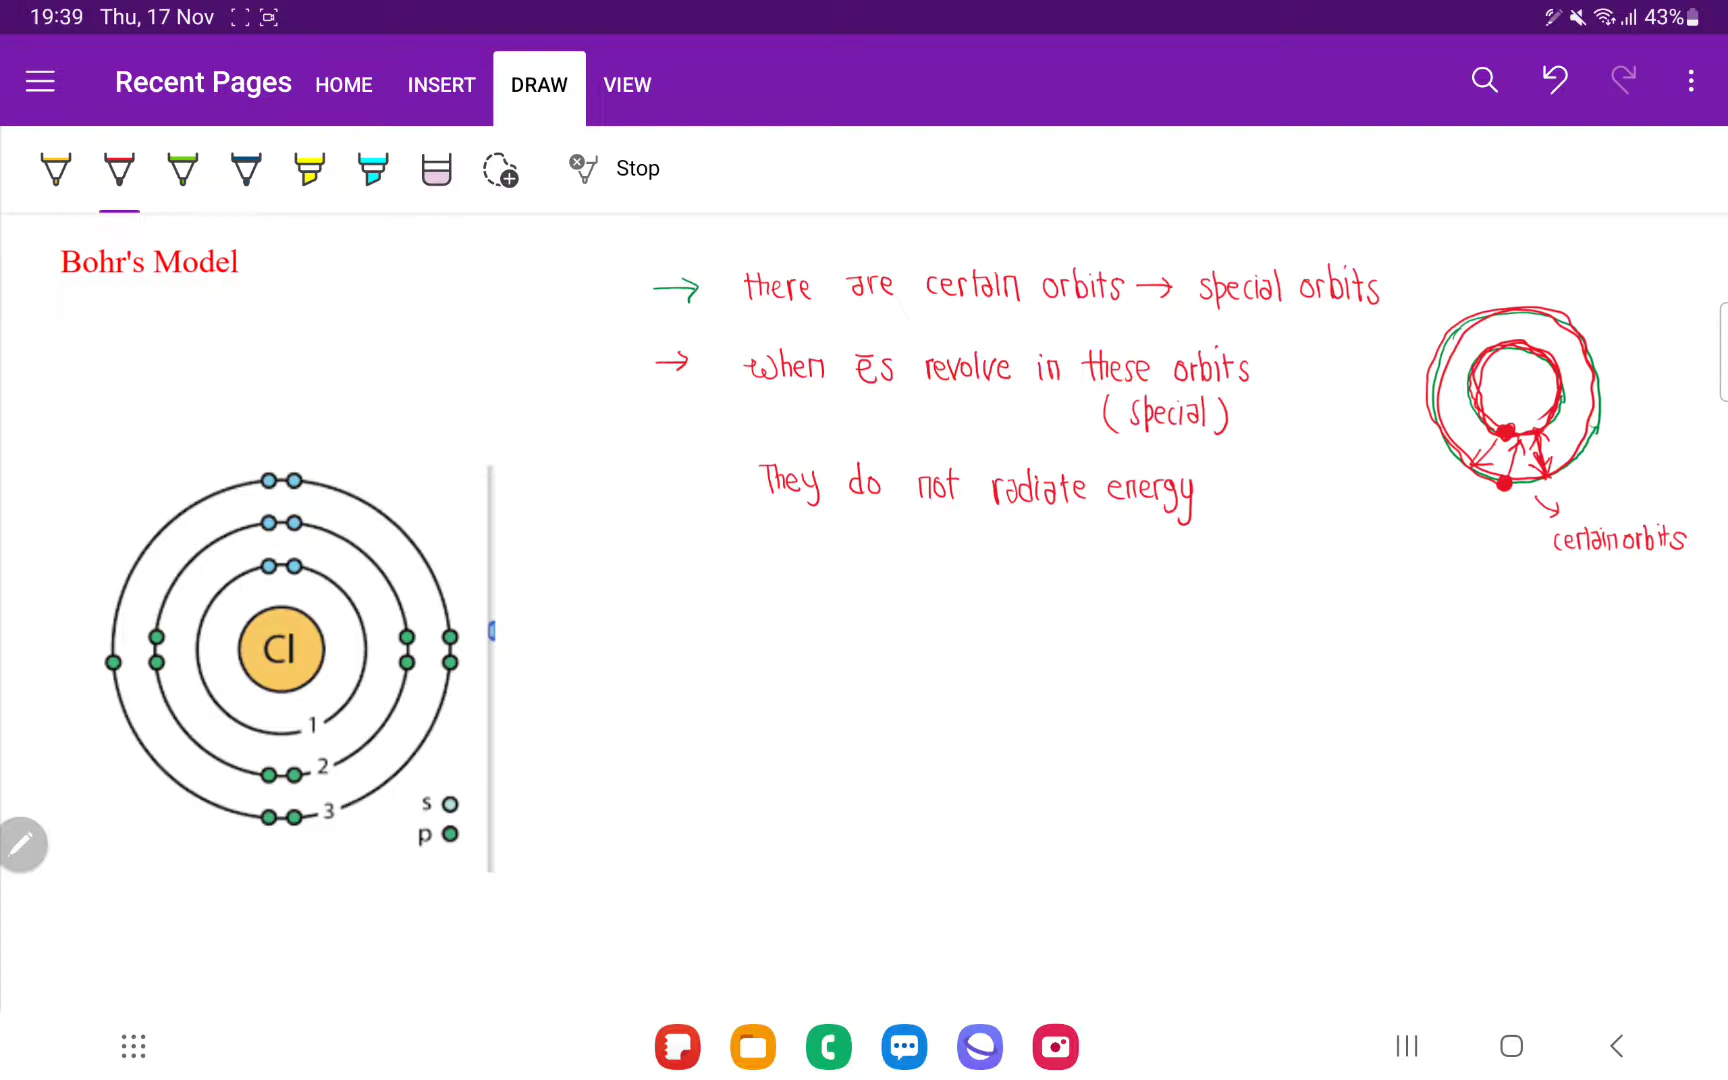 19:39 Thu, 17 Nov 43%
Recent Pages HOME INSERT DRAW VIEW
Stop
Bohr's Model
→ there are certain orbits → special orbits
→ when ēs revolve in these orbits
(special)
They do not radiate energy
certain orbits
Cl
1
2
3
s
p